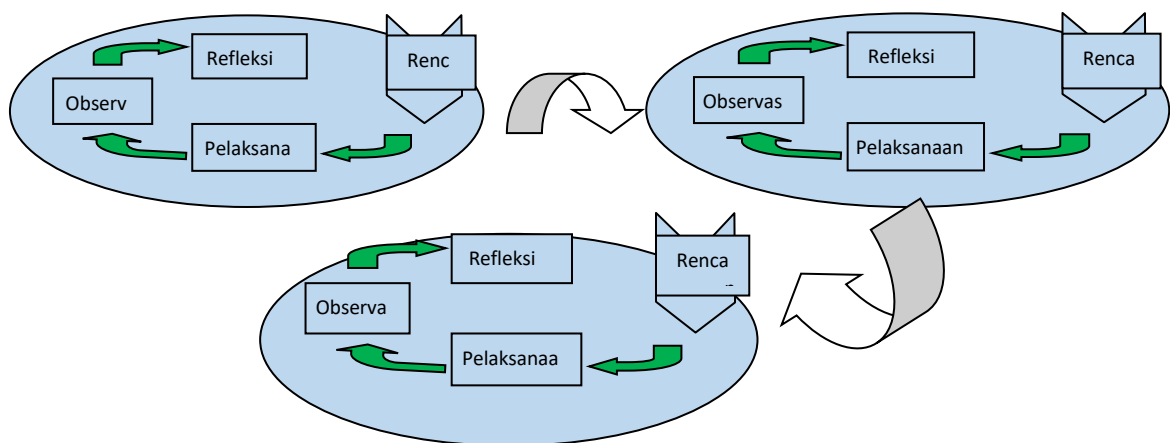 Refleksi
Renc
Observ
Pelaksana
Refleksi
Renca
Observas
Pelaksanaan
Refleksi
Renca
Observa
Pelaksanaa